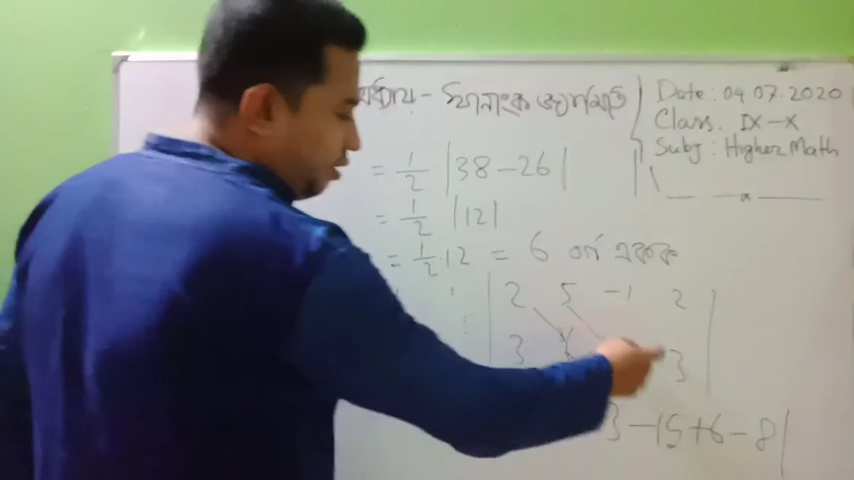 স্থানাংক জ্যামিতি
Date : 04.07.2020
Class. IX-X
Subj : Higher Math
= 1/2 |38-26|
= 1/2 |12|
= 1/2 . 12 = 6 বর্গ একক
2 5 -1 2
3 3
3-15+6-8|